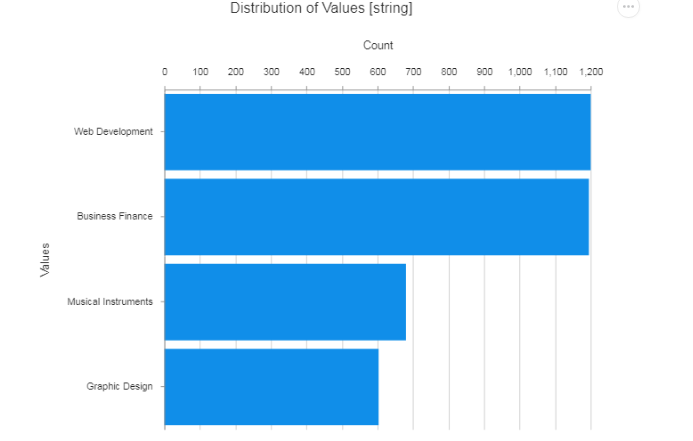 Distribution of Values [string]
Count
0 100 200 300 400 500 600 700 800 900 1,000 1,100 1,200
Web Development
Business Finance
Values
Musical Instruments
Graphic Design